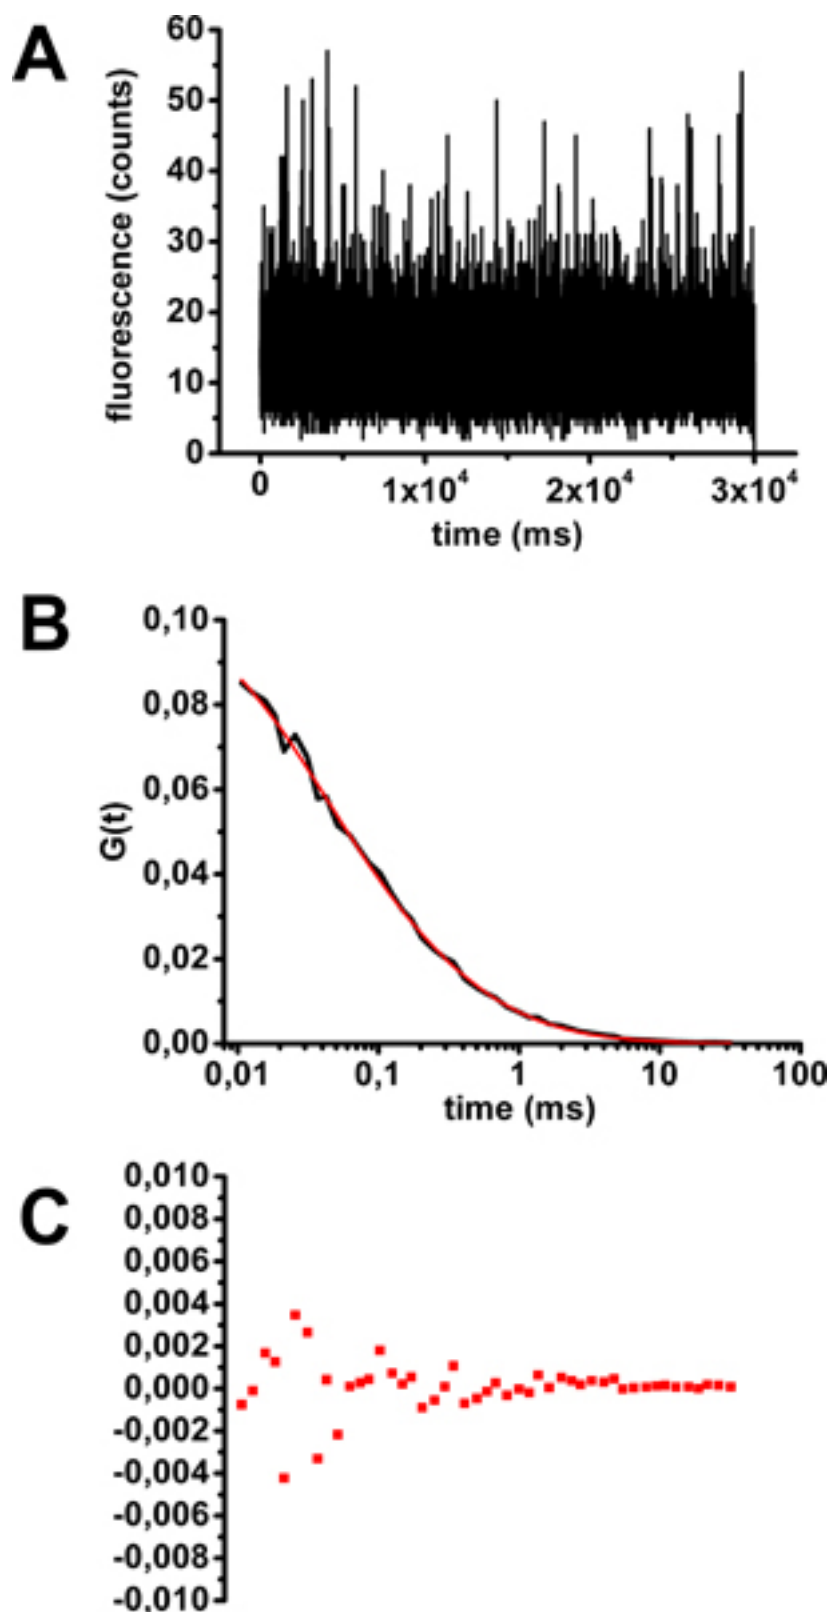 A
fluorescence (counts)
60
50
40
30
20
10
0
0 1x10⁴ 2x10⁴ 3x10⁴
time (ms)
B
G(t)
0,10
0,08
0,06
0,04
0,02
0,00
0,01 0,1 1 10 100
time (ms)
C
0,010
0,008
0,006
0,004
0,002
0,000
-0,002
-0,004
-0,006
-0,008
-0,010